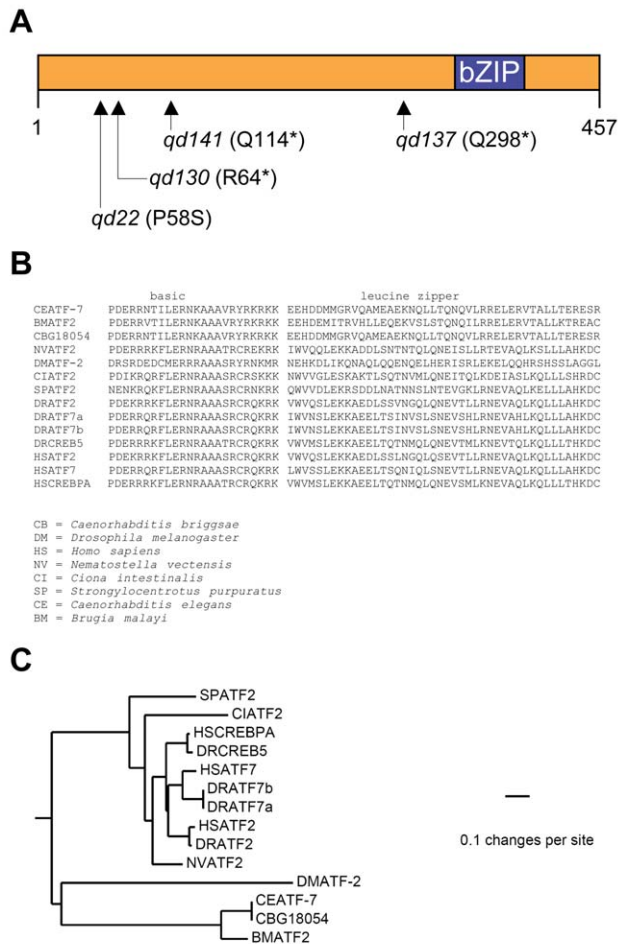 A
bZIP
1
457
qd141 (Q114*)
qd137 (Q298*)
qd130 (R64*)
qd22 (P58S)
B
basic leucine zipper
CEATF-7 PDERRNTILERNKAAAVRYRKRKK EEHDDMMGRVQAMEAEKNQLLTQNQVLRRELERVTALLTERESR
BMATF2 PDERRVTILERNKAAAVRYRKRKK EEHDEMITRVHLLEQEKVSLSTQNQVLRRELERVTALLKTREAC
CBG18054 PDERRNTILERNKAAAVRYRKRKK EEHDDMMGRVQAMEAEKNQLLTQNQVLRRELERVTALLTERESR
NVATF2 PDERRRKFLERNRAAATRCREKRK IWVQQLEKKADDLSNTNTQLQNEISLLRTEVAQLKSLLLAHKDC
DMATF-2 DRSRDEDCMERRRAAASRYRNKMR NEHKDLIKQNAQLQQENQELHERISRLEKELQQHRSHSSLAGGL
CIATF2 PDIKRQRFLERNRAAASRCRQKRK NWVVGLESKAKTLSQTNVMLQNEITQLKDEIASLKQLLLSHRDC
SPATF2 NENKRQKFLERNRAAASRCRNKRK QWVVDLEKRSDDLNATNNSLLNTEVGKLRSEVAQLKQLLLAHKDC
DRATF2 PDEKRRKFLERNRAAASRCRQKRK VWVQSLEKKAEDLSSVNGQLQNEVTLLRNEVAQLKQLLLAHKDC
DRATF7a PDERRQRFLERNRAAASRCRQKRK IWVNSLEKKAEELTSINVSLSNEVSHLRNEVAHLKQLLLAHKDC
DRATF7b PDERRQRFLERNRAAASRCRQKRK IWVNSLEKKAEELTSINVSLSNEVSHLRNEVAHLKQLLLAHKDC
DRCREB5 PDERRRKFLERNRAAATRCRQKRK VWVMSLEKKAEELTQTNMQLQNEVTMLKNEVTQLKQLLLTHKDC
HSATF2 PDEKRRKFLERNRAAASRCRQKRK VWVQSLEKKAEDLSSLNGQLQSEVTLLRNEVAQLKQLLLAHKDC
HSATF7 PDERRQRFLERNRAAASRCRQKRK LWVSSLEKKAEELTSQNIQLSNEVTLLRNEVAQLKQLLLAHKDC
HSCREBPA PDERRRKFLERNRAAATRCRQKRK VWVMSLEKKAEELTQTNMQLQNEVSMLKNEVAQLKQLLLTHKDC
CB = Caenorhabditis briggsae
DM = Drosophila melanogaster
HS = Homo sapiens
NV = Nematostella vectensis
CI = Ciona intestinalis
SP = Strongylocentrotus purpuratus
CE = Caenorhabditis elegans
BM = Brugia malayi
C
SPATF2
CIATF2
HSCREBPA
DRCREB5
HSATF7
DRATF7b
DRATF7a
HSATF2
DRATF2
NVATF2
DMATF-2
CEATF-7
CBG18054
BMATF2
0.1 changes per site